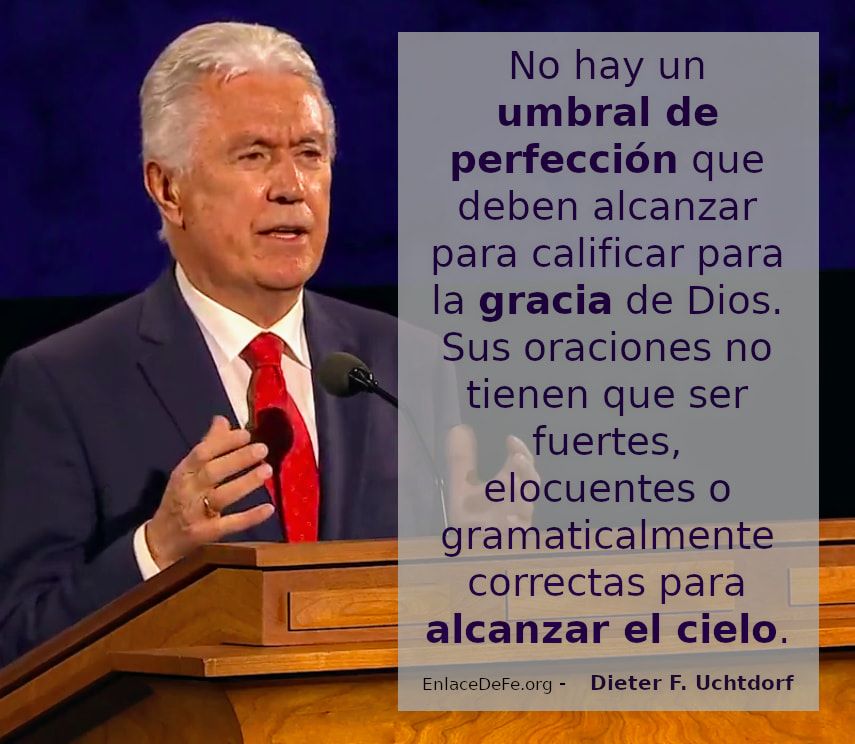 No hay un
umbral de
perfección que
deben alcanzar
para calificar para
la gracia de Dios.
Sus oraciones no
tienen que ser
fuertes,
elocuentes o
gramaticalmente
correctas para
alcanzar el cielo.
EnlaceDeFe.org - Dieter F. Uchtdorf